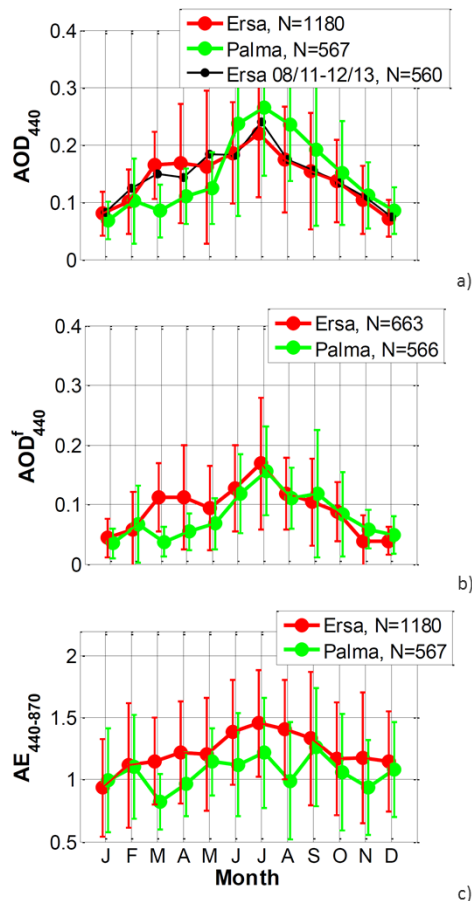 Ersa, N=1180
Palma, N=567
Ersa 08/11-12/13, N=560
0.4
0.3
0.2
0.1
0
AOD440
a)
Ersa, N=663
Palma, N=566
0.4
0.3
0.2
0.1
0
AODf440
b)
Ersa, N=1180
Palma, N=567
2
1.5
1
0.5
AE440-870
J F M A M J J A S O N D
Month
c)